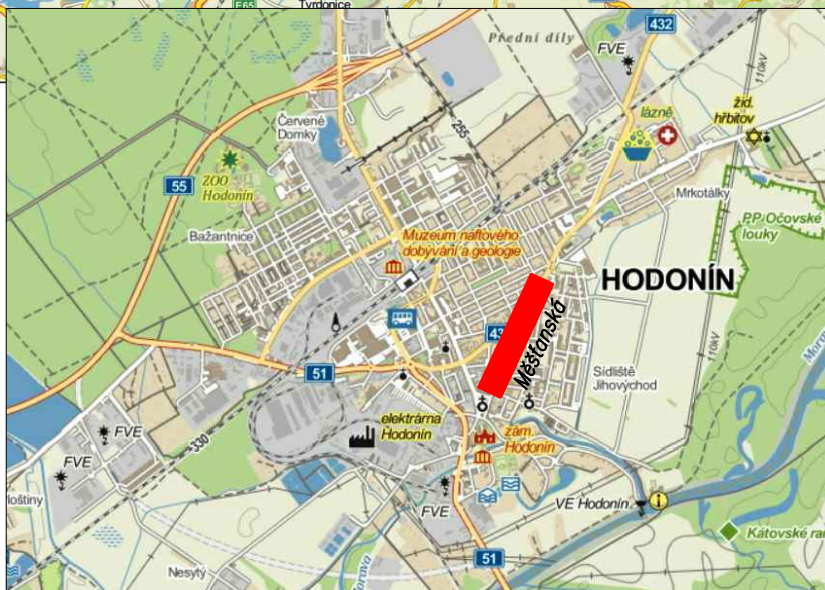 E65
Tvrdonice
432
Přední díly
FVE
110kV
Červené
Domky
255
lázně
žid.
hřbitov
55
ZOO
Hodonín
Mrkotálky
Bažantnice
Muzeum naftového
dobývání a geologie
PP Očovské
louky
HODONÍN
Měšťanská
43
110kV
51
Sídliště
Jihovýchod
elektrárna
Hodonín
330
zám.
Hodonín
FVE
FVE
FVE
VE Hodonín
Kátovské
51
Nesytý